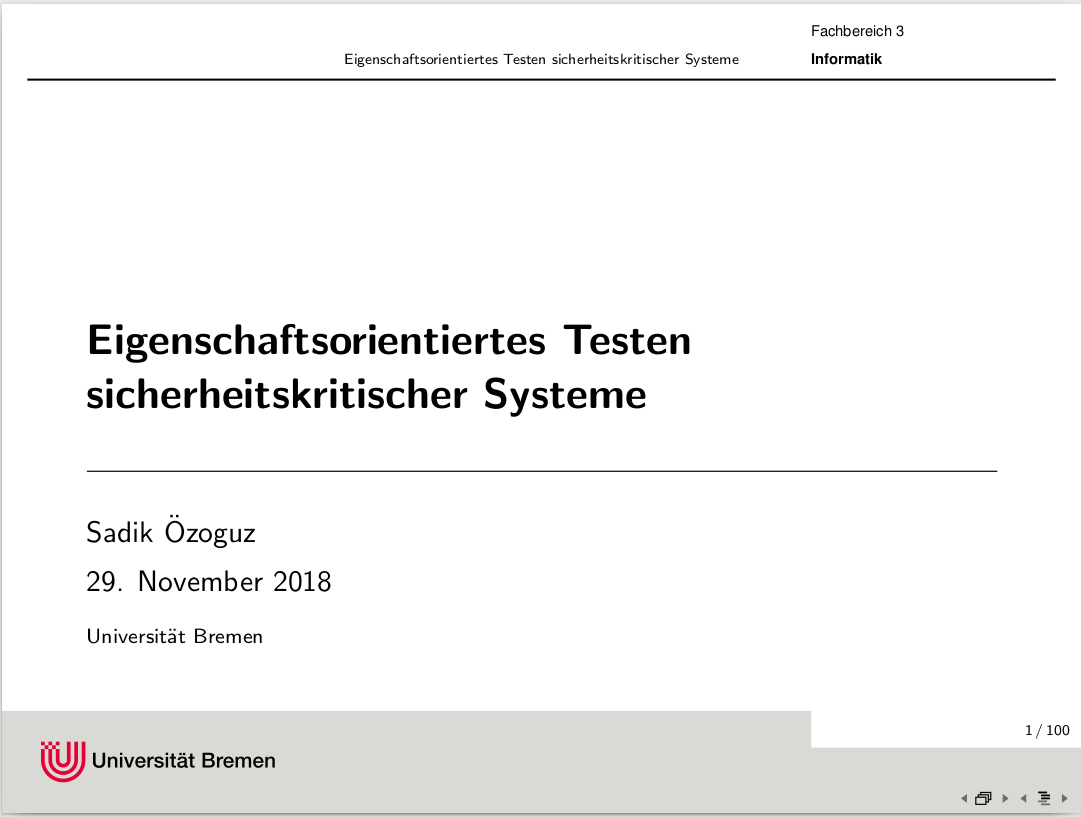 Fachbereich 3
Eigenschaftsorientiertes Testen sicherheitskritischer Systeme
Informatik
Eigenschaftsorientiertes Testen
sicherheitskritischer Systeme
Sadik Özoguz
29. November 2018
Universität Bremen
1 / 100
Universität Bremen